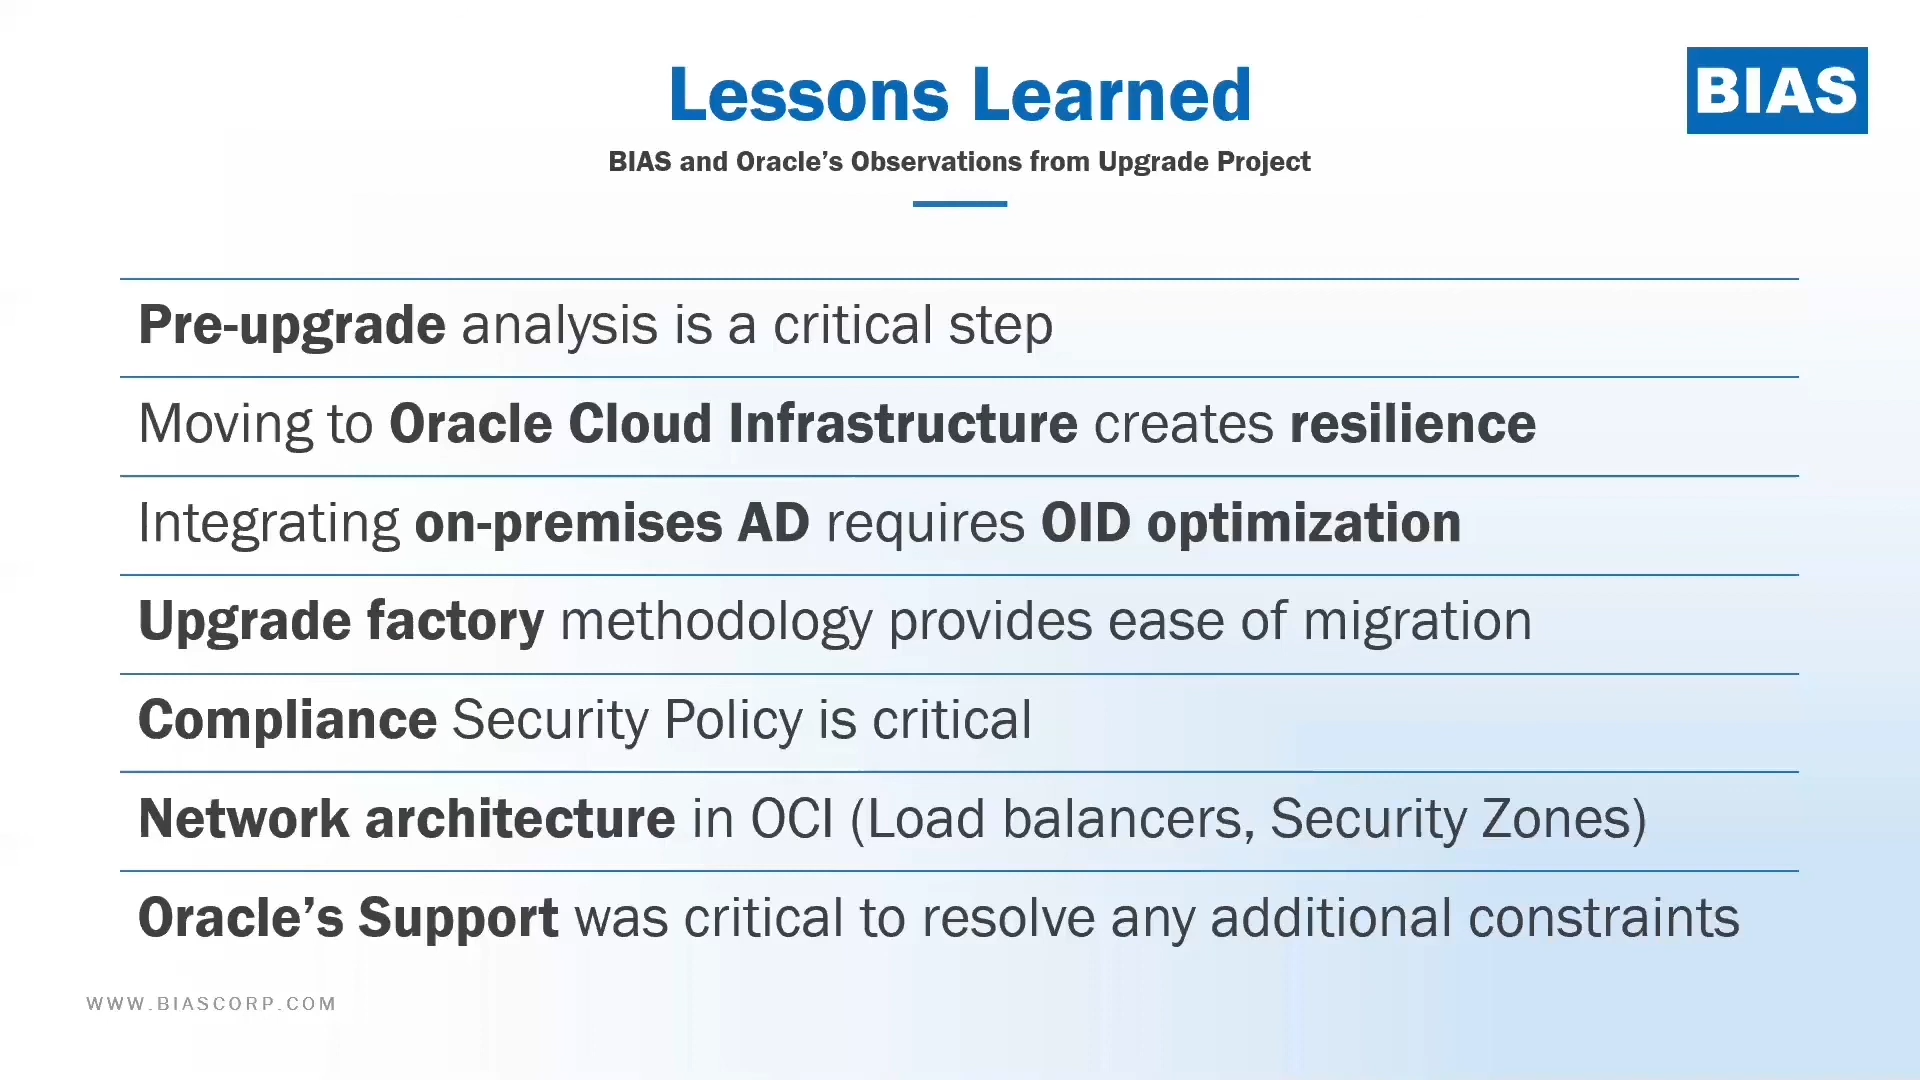 Lessons Learned
BIAS
BIAS and Oracle’s Observations from Upgrade Project
Pre-upgrade analysis is a critical step
Moving to Oracle Cloud Infrastructure creates resilience
Integrating on-premises AD requires OID optimization
Upgrade factory methodology provides ease of migration
Compliance Security Policy is critical
Network architecture in OCI (Load balancers, Security Zones)
Oracle’s Support was critical to resolve any additional constraints
WWW.BIASCORP.COM